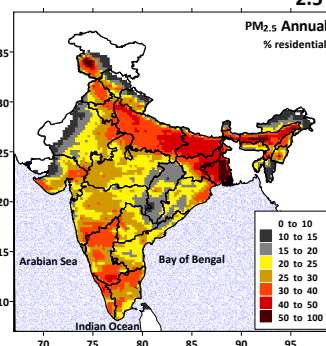 2.5
PM2.5 Annual
% residential
35
30
25
20
15
10
Arabian Sea
Bay of Bengal
Indian Ocean
0 to 10
10 to 15
15 to 20
20 to 25
25 to 30
30 to 40
40 to 50
50 to 100
70 75 80 85 90 95